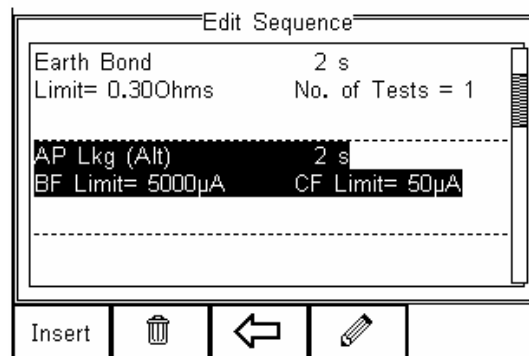 Edit Sequence
Earth Bond 2 s
Limit= 0.30Ohms No. of Tests = 1
AP Lkg (Alt) 2 s
BF Limit= 5000µA CF Limit= 50µA
Insert